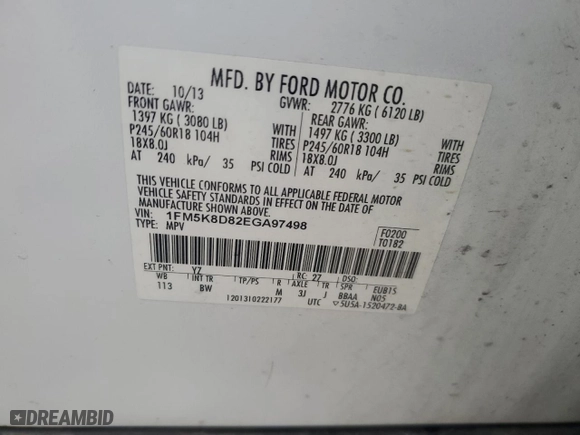 MFD. BY FORD MOTOR CO.
DATE: 10/13
GVWR: 2776 KG ( 6120 LB)
FRONT GAWR:
1397 KG ( 3080 LB)
WITH
P245/60R18 104H
TIRES
18X8.0J
RIMS
AT 240 kPa/ 35 PSI COLD
REAR GAWR:
1497 KG ( 3300 LB)
WITH
P245/60R18 104H
TIRES
18X8.0J
RIMS
AT 240 kPa/ 35 PSI COLD
THIS VEHICLE CONFORMS TO ALL APPLICABLE FEDERAL MOTOR
VEHICLE SAFETY STANDARDS IN EFFECT ON THE DATE OF
MANUFACTURE SHOWN ABOVE.
VIN: 1FM5K8D82EGA97498
TYPE: MPV
F0200
T0182
EXT PNT: YZ RC: 27 DSO:
WB INT TR TP/PS R AXLE TR SPR EUB15
113 BW M 3J J BBAA N05
1201310222177 UTC 5U5A-1520472-BA
DREAMBID